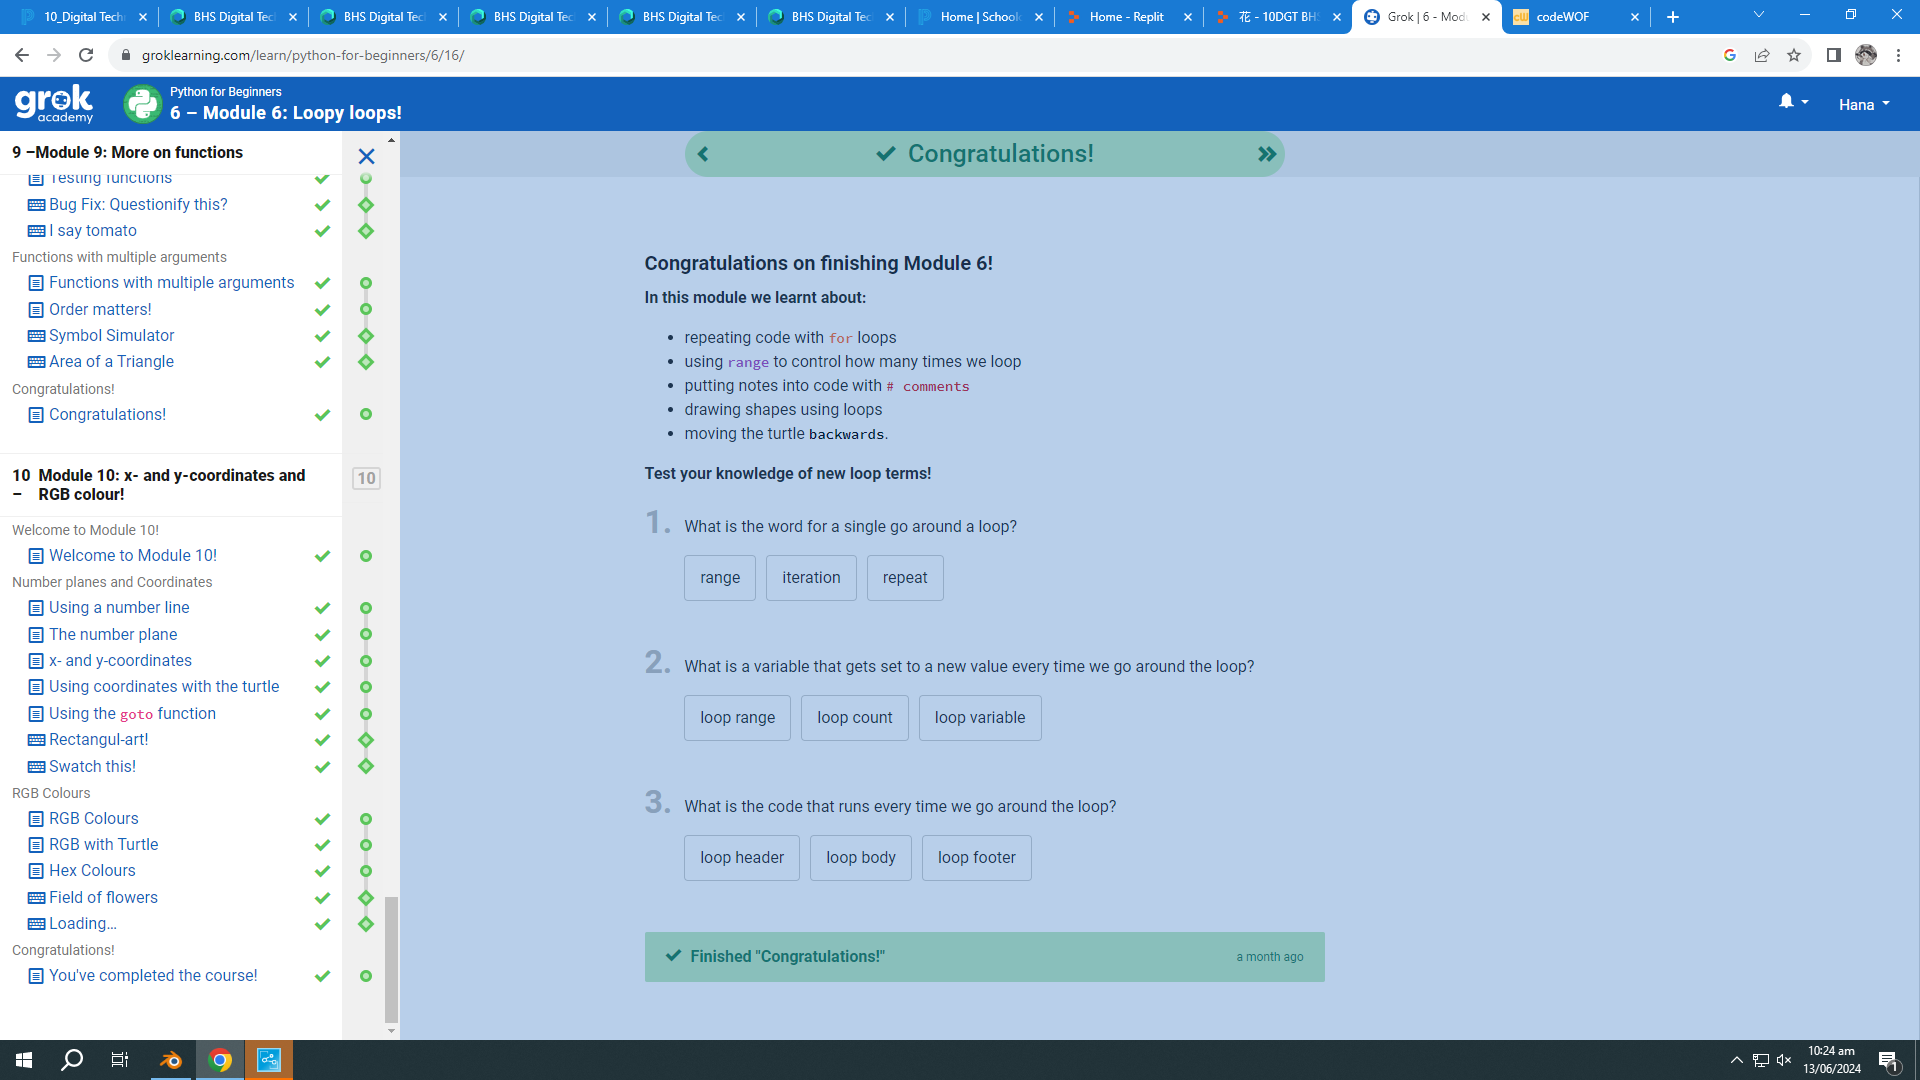 10_Digital Tech
BHS Digital Tec
BHS Digital Tec
BHS Digital Tec
BHS Digital Tec
BHS Digital Tec
Home | Schoolo
Home - Replit
花 - 10DGT BHS
Grok | 6 - Modu
codeWOF
groklearning.com/learn/python-for-beginners/6/16/
grok
academy
Python for Beginners
6 – Module 6: Loopy loops!
Hana
9 –Module 9: More on functions
Testing functions
Bug Fix: Questionify this?
I say tomato
Functions with multiple arguments
Functions with multiple arguments
Order matters!
Symbol Simulator
Area of a Triangle
Congratulations!
Congratulations!
10 – Module 10: x- and y-coordinates and
RGB colour!
10
Welcome to Module 10!
Welcome to Module 10!
Number planes and Coordinates
Using a number line
The number plane
x- and y-coordinates
Using coordinates with the turtle
Using the goto function
Rectangul-art!
Swatch this!
RGB Colours
RGB Colours
RGB with Turtle
Hex Colours
Field of flowers
Loading...
Congratulations!
You've completed the course!
Congratulations!
Congratulations on finishing Module 6!
In this module we learnt about:
• repeating code with for loops
• using range to control how many times we loop
• putting notes into code with # comments
• drawing shapes using loops
• moving the turtle backwards.
Test your knowledge of new loop terms!
1. What is the word for a single go around a loop?
range iteration repeat
2. What is a variable that gets set to a new value every time we go around the loop?
loop range loop count loop variable
3. What is the code that runs every time we go around the loop?
loop header loop body loop footer
Finished "Congratulations!" a month ago
10:24 am
13/06/2024
1